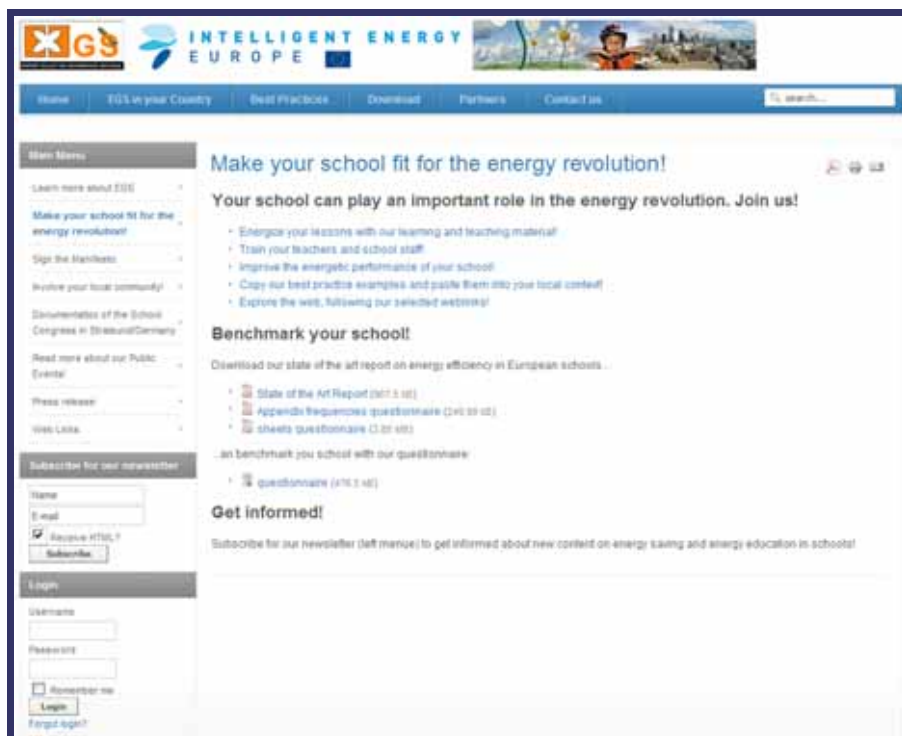 XGS
INTELLIGENT ENERGY
EUROPE
Home
EGS in your Country
Best Practices
Download
Partners
Contact us
search...
Main Menu
Learn more about EGS
Make your school fit for the
energy revolution!
Sign the Manifesto
Involve your local community!
Documentation of the School
Congress in Stralsund/Germany
Read more about our Public
Events!
Press release
Web Links
Subscribe for our newsletter
Name
E-mail
Receive HTML?
Subscribe
Login
Username
Password
Remember me
Login
Forgot login?
Make your school fit for the energy revolution!
Your school can play an important role in the energy revolution. Join us!
Energize your lessons with our learning and teaching material!
Train your teachers and school staff!
Improve the energetic performance of your school!
Copy our best practice examples and paste them into your local context!
Explore the web, following our selected weblinks!
Benchmark your school!
Download our state of the art report on energy efficiency in European schools...
State of the Art Report
Appendix frequencies questionnaire
sheets questionnaire
...an benchmark you school with our questionnaire:
questionnaire
Get informed!
Subscribe for our newsletter (left menue) to get informed about new content on energy saving and energy education in schools!